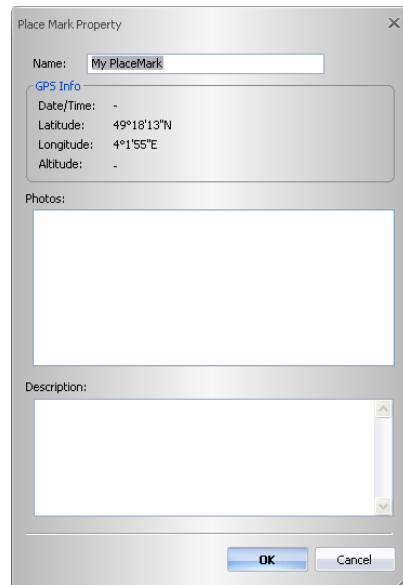 Place Mark Property
Name: My PlaceMark
GPS Info
Date/Time: -
Latitude: 49°18'13"N
Longitude: 4°1'55"E
Altitude: -
Photos:
Description:
OK Cancel